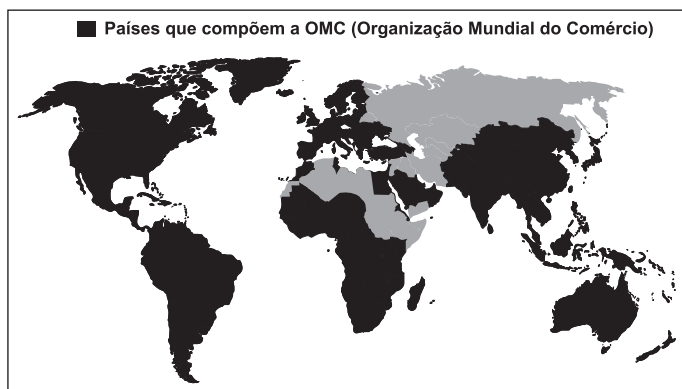 Países que compõem a OMC (Organização Mundial do Comércio)